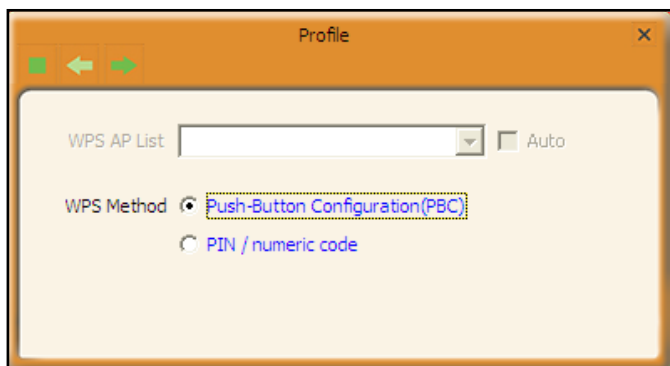 Profile
WPS AP List Auto
WPS Method Push-Button Configuration(PBC)
PIN / numeric code